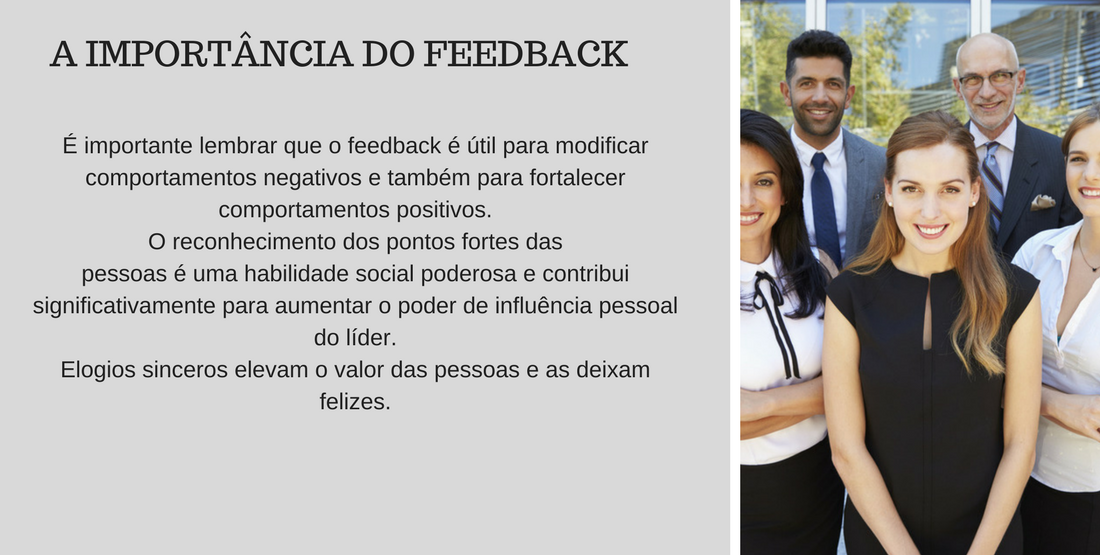 A IMPORTÂNCIA DO FEEDBACK
É importante lembrar que o feedback é útil para modificar
comportamentos negativos e também para fortalecer
comportamentos positivos.
O reconhecimento dos pontos fortes das
pessoas é uma habilidade social poderosa e contribui
significativamente para aumentar o poder de influência pessoal
do líder.
Elogios sinceros elevam o valor das pessoas e as deixam
felizes.